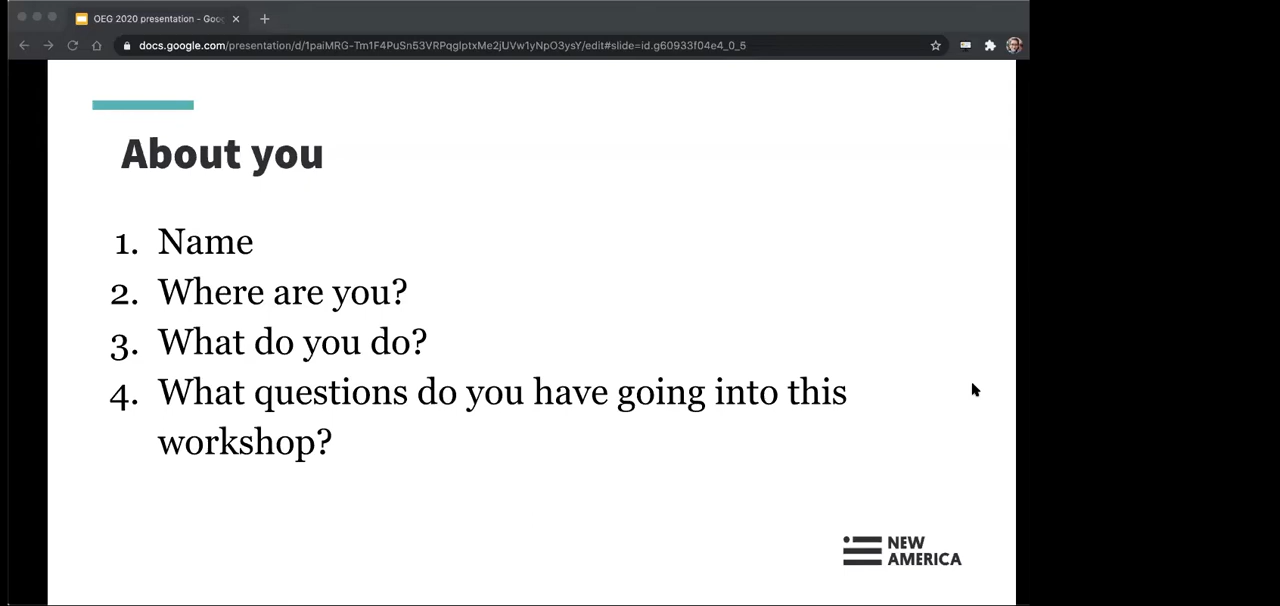 OEG 2020 presentation - Goo
docs.google.com/presentation/d/1paiMRG-Tm1F4PuSn53VRPqglptxMe2jUVw1yNpO3ysY/edit#slide=id.g60933f04e4_0_5
About you
1. Name
2. Where are you?
3. What do you do?
4. What questions do you have going into this
workshop?
NEW
AMERICA